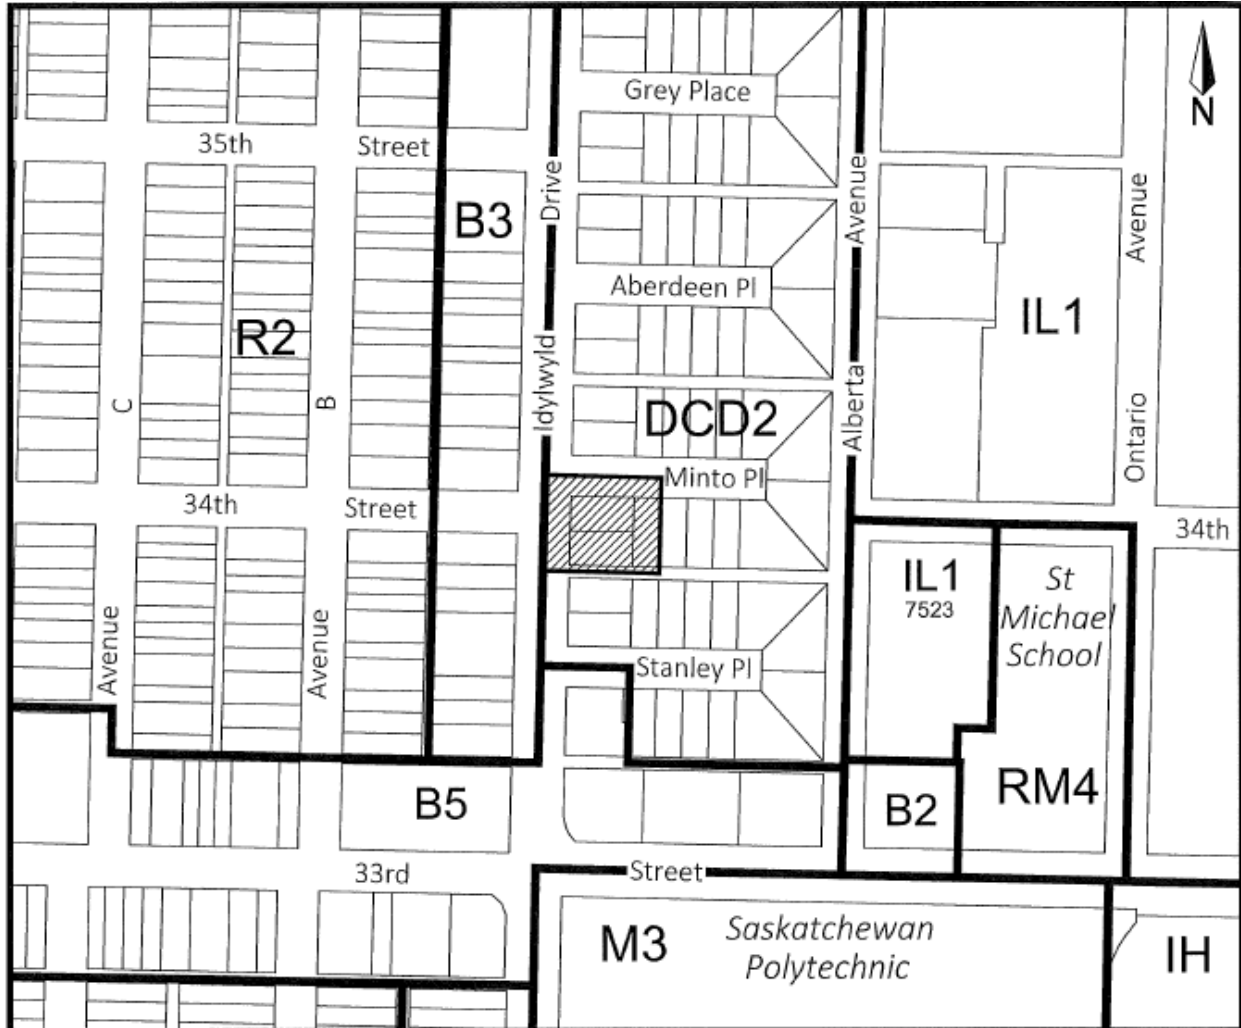 Grey Place
N
35th Street
B3
Drive
Avenue
Avenue
Aberdeen Pl
IL1
R2
Idylwyld
Alberta
C
B
DCD2
Ontario
Minto Pl
34th Street
34th
IL1
7523
St
Michael
School
Avenue
Avenue
Stanley Pl
B5
B2
RM4
33rd
Street
M3
Saskatchewan
Polytechnic
IH